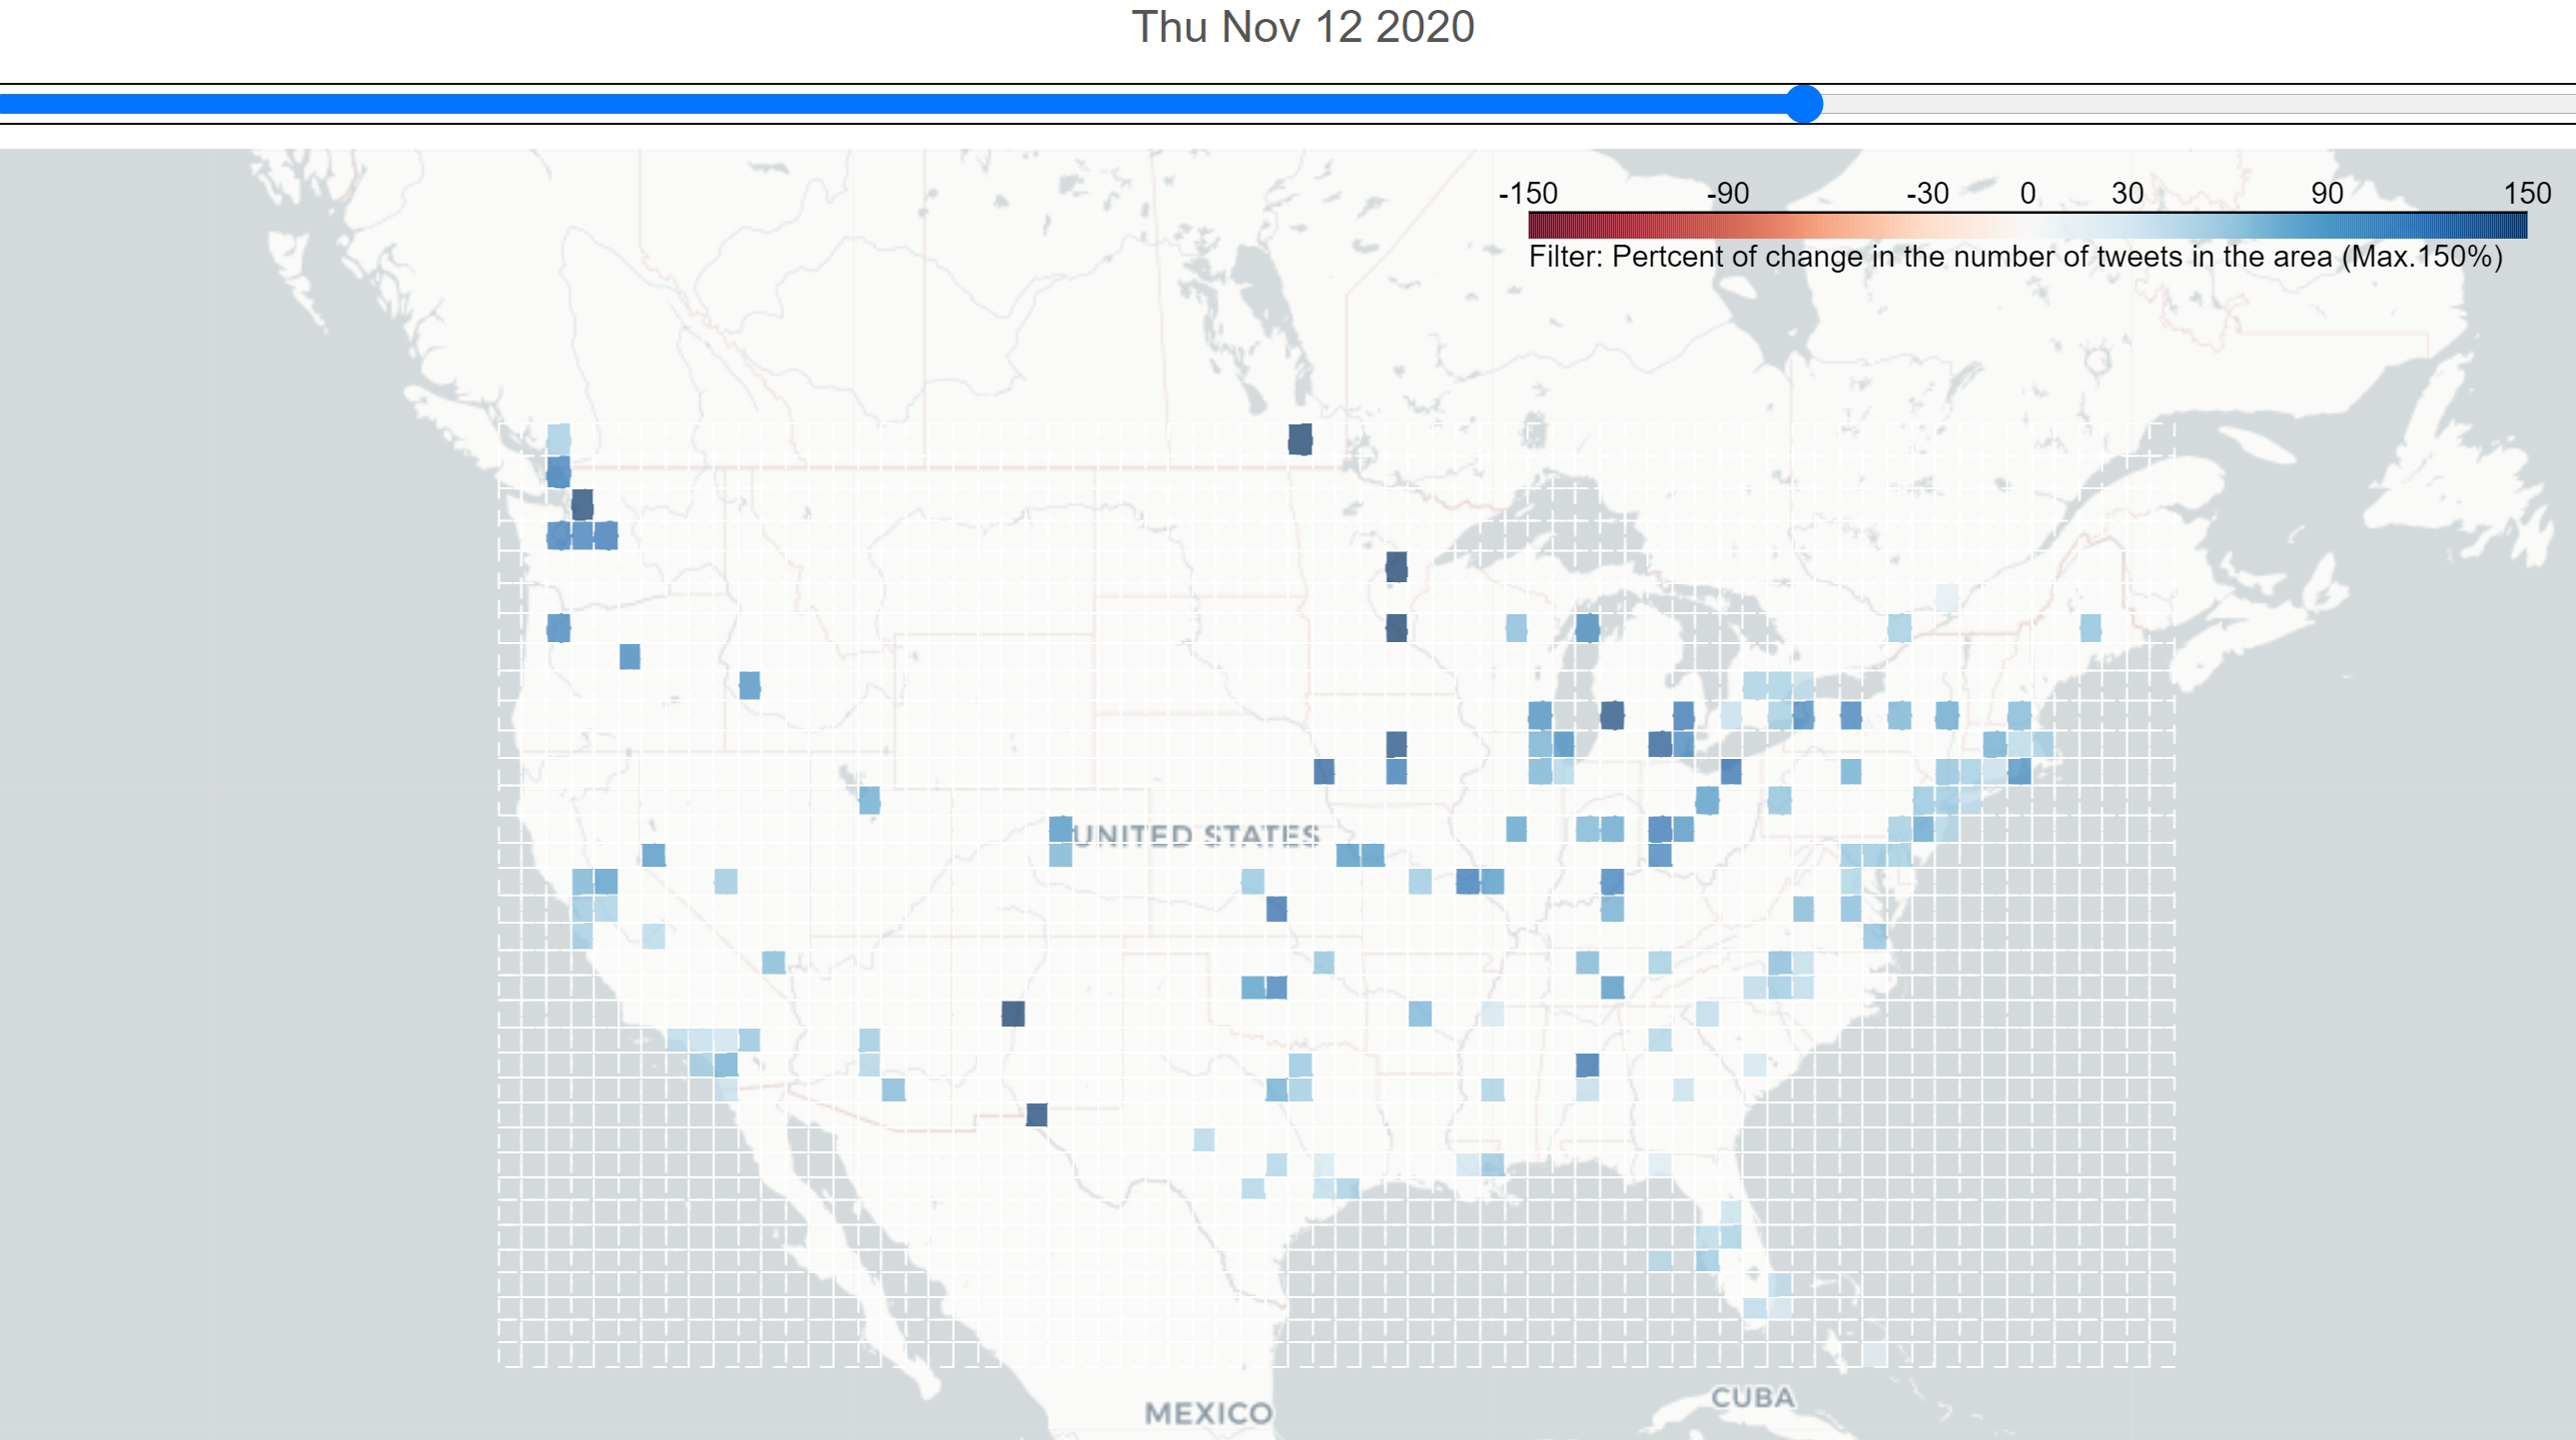 Thu Nov 12 2020
-150 -90 -30 0 30 90 150
Filter: Pertcent of change in the number of tweets in the area (Max.150%)
UNITED STATES
MEXICO
CUBA